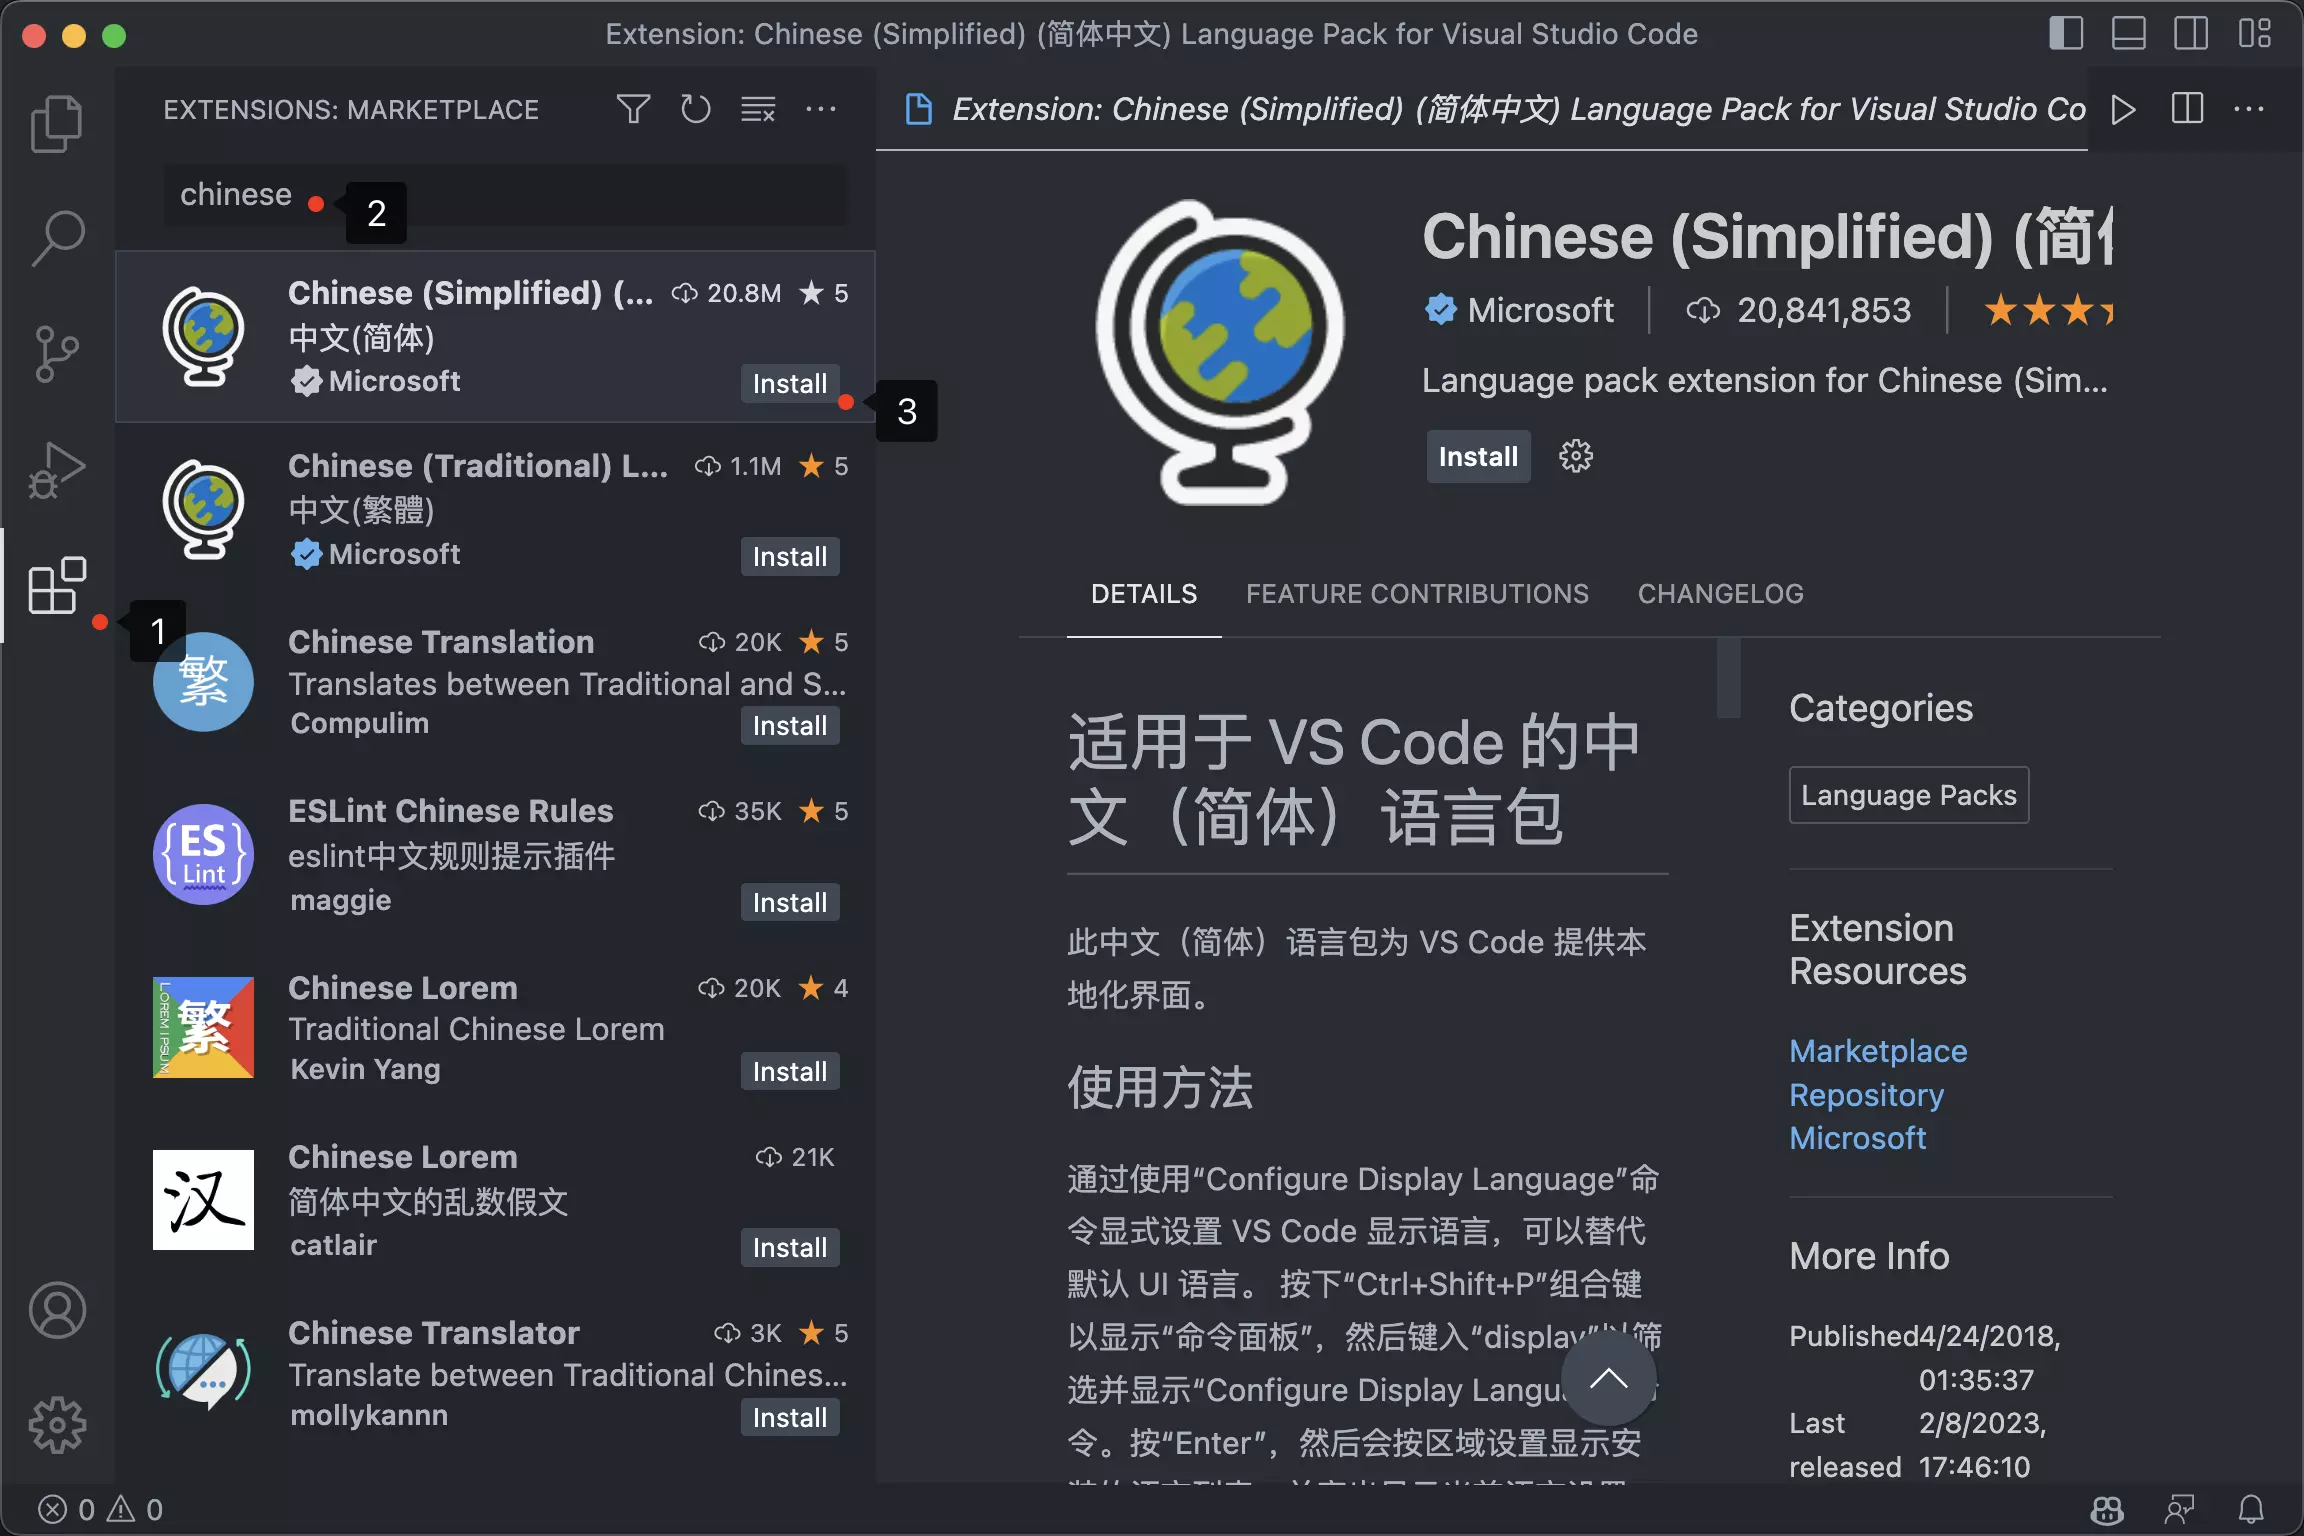 Extension: Chinese (Simplified) (简体中文) Language Pack for Visual Studio Code
EXTENSIONS: MARKETPLACE
chinese
2
Chinese (Simplified) (... 20.8M 5
中文(简体)
Microsoft
Install
3
Chinese (Traditional) L... 1.1M 5
中文(繁體)
Microsoft
Install
1
繁
Chinese Translation 20K 5
Translates between Traditional and S...
Compulim
Install
{ES}
Lint
ESLint Chinese Rules 35K 5
eslint中文规则提示插件
maggie
Install
LOREM IPSUM
繁
Chinese Lorem 20K 4
Traditional Chinese Lorem
Kevin Yang
Install
汉
Chinese Lorem 21K
简体中文的乱数假文
catlair
Install
Chinese Translator 3K 5
Translate between Traditional Chines...
mollykannn
Install
0 0
Extension: Chinese (Simplified) (简体中文) Language Pack for Visual Studio Co
Chinese (Simplified) (简
Microsoft 20,841,853
Language pack extension for Chinese (Sim...
Install
DETAILS FEATURE CONTRIBUTIONS CHANGELOG
适用于 VS Code 的中
文（简体）语言包
此中文（简体）语言包为 VS Code 提供本
地化界面。
使用方法
通过使用“Configure Display Language”命
令显式设置 VS Code 显示语言，可以替代
默认 UI 语言。 按下“Ctrl+Shift+P”组合键
以显示“命令面板”，然后键入“display”以筛
选并显示“Configure Display Langu
令。按“Enter”，然后会按区域设置显示安
Categories
Language Packs
Extension
Resources
Marketplace
Repository
Microsoft
More Info
Published 4/24/2018,
01:35:37
Last 2/8/2023,
released 17:46:10